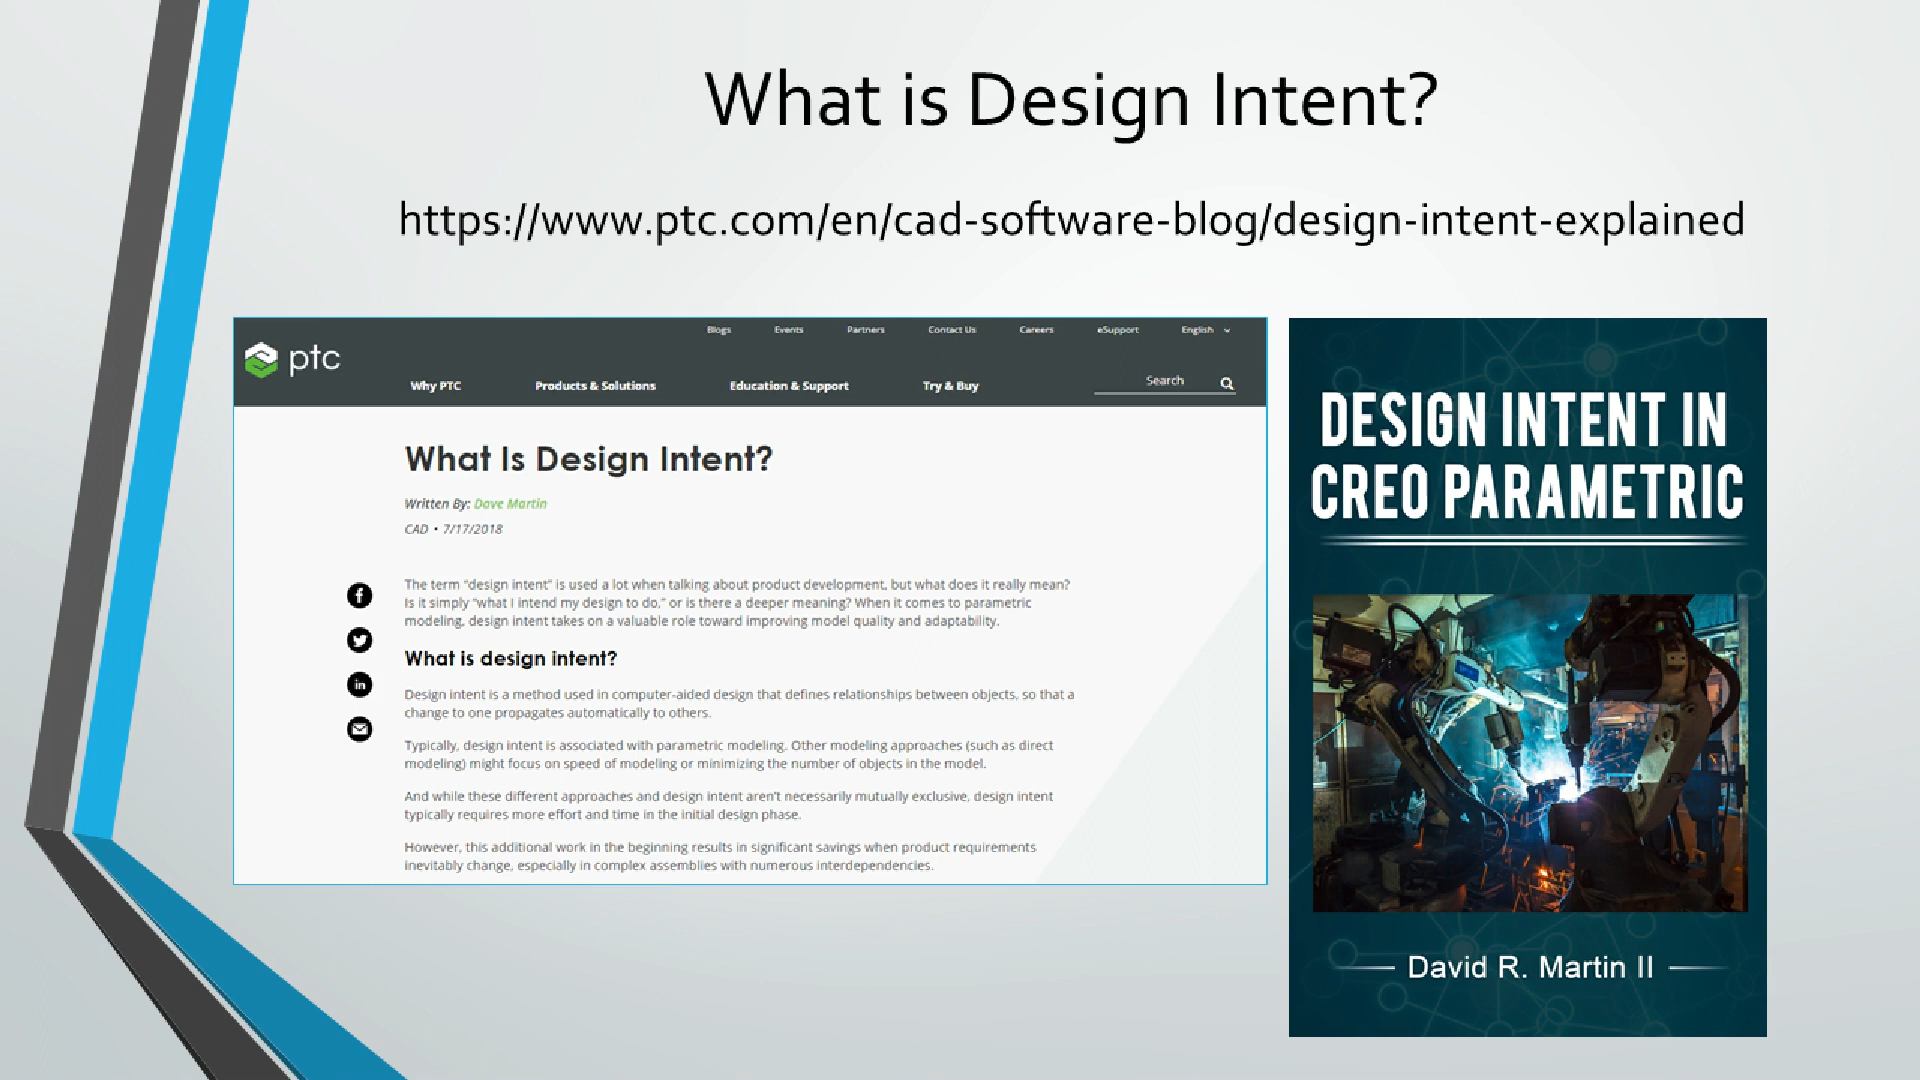 What is Design Intent?
https://www.ptc.com/en/cad-software-blog/design-intent-explained
Blogs Events Partners Contact Us Careers eSupport English
ptc
Why PTC Products & Solutions Education & Support Try & Buy Search
What Is Design Intent?
Written By: Dave Martin
CAD • 7/17/2018
The term “design intent” is used a lot when talking about product development, but what does it really mean?
Is it simply “what I intend my design to do,” or is there a deeper meaning? When it comes to parametric
modeling, design intent takes on a valuable role toward improving model quality and adaptability.
What is design intent?
Design intent is a method used in computer-aided design that defines relationships between objects, so that a
change to one propagates automatically to others.
Typically, design intent is associated with parametric modeling. Other modeling approaches (such as direct
modeling) might focus on speed of modeling or minimizing the number of objects in the model.
And while these different approaches and design intent aren’t necessarily mutually exclusive, design intent
typically requires more effort and time in the initial design phase.
However, this additional work in the beginning results in significant savings when product requirements
inevitably change, especially in complex assemblies with numerous interdependencies.
DESIGN INTENT IN
CREO PARAMETRIC
David R. Martin II